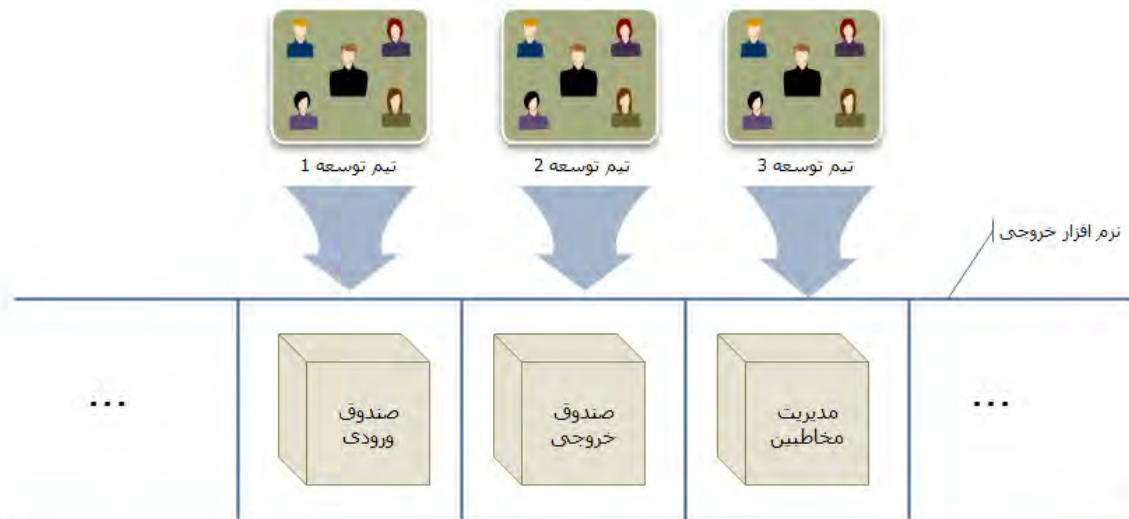 تیم توسعه 1
تیم توسعه 2
تیم توسعه 3
نرم افزار خروجی
...
صندوق
ورودی
صندوق
خروجی
مدیریت
مخاطبین
...